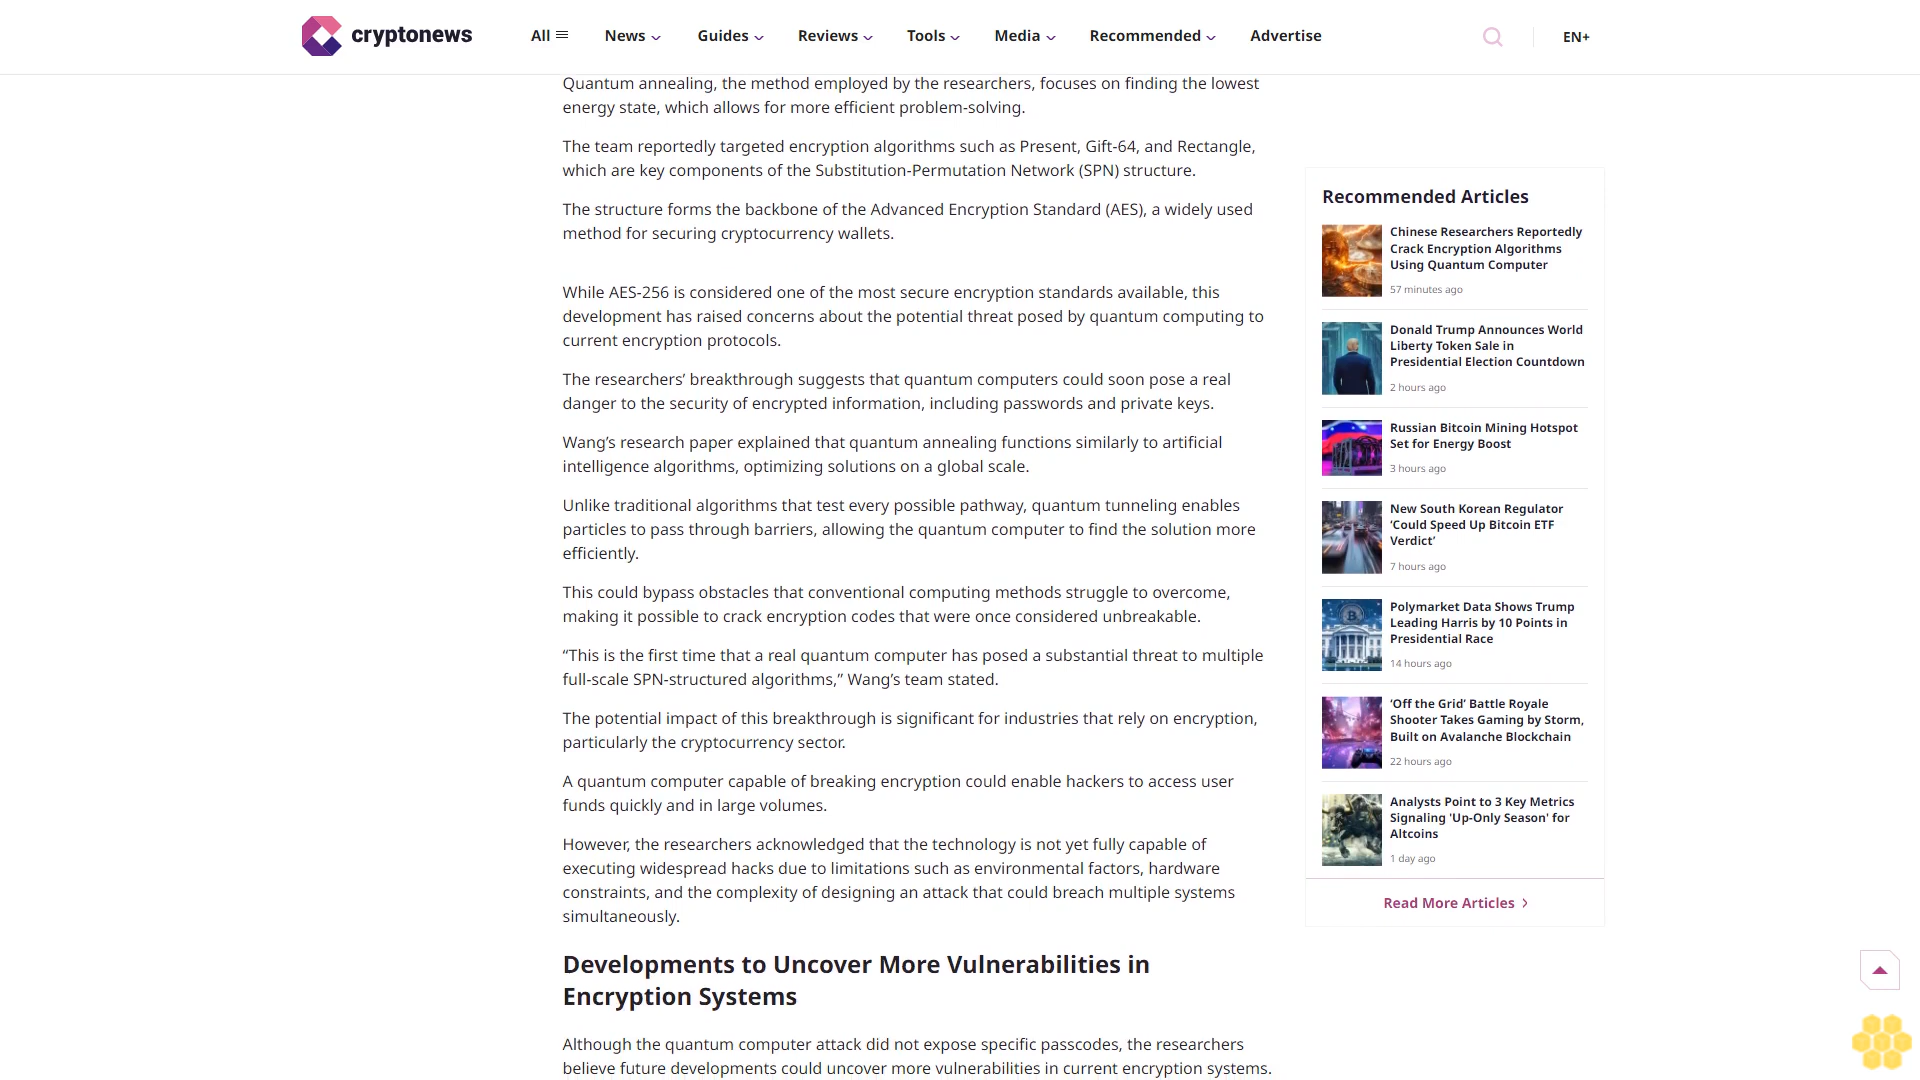 cryptonews
All
News
Guides
Reviews
Tools
Media
Recommended
Advertise
EN+
Quantum annealing, the method employed by the researchers, focuses on finding the lowest
energy state, which allows for more efficient problem-solving.
The team reportedly targeted encryption algorithms such as Present, Gift-64, and Rectangle,
which are key components of the Substitution-Permutation Network (SPN) structure.
The structure forms the backbone of the Advanced Encryption Standard (AES), a widely used
method for securing cryptocurrency wallets.
While AES-256 is considered one of the most secure encryption standards available, this
development has raised concerns about the potential threat posed by quantum computing to
current encryption protocols.
The researchers’ breakthrough suggests that quantum computers could soon pose a real
danger to the security of encrypted information, including passwords and private keys.
Wang’s research paper explained that quantum annealing functions similarly to artificial
intelligence algorithms, optimizing solutions on a global scale.
Unlike traditional algorithms that test every possible pathway, quantum tunneling enables
particles to pass through barriers, allowing the quantum computer to find the solution more
efficiently.
This could bypass obstacles that conventional computing methods struggle to overcome,
making it possible to crack encryption codes that were once considered unbreakable.
“This is the first time that a real quantum computer has posed a substantial threat to multiple
full-scale SPN-structured algorithms,” Wang’s team stated.
The potential impact of this breakthrough is significant for industries that rely on encryption,
particularly the cryptocurrency sector.
A quantum computer capable of breaking encryption could enable hackers to access user
funds quickly and in large volumes.
However, the researchers acknowledged that the technology is not yet fully capable of
executing widespread hacks due to limitations such as environmental factors, hardware
constraints, and the complexity of designing an attack that could breach multiple systems
simultaneously.
Developments to Uncover More Vulnerabilities in
Encryption Systems
Although the quantum computer attack did not expose specific passcodes, the researchers
believe future developments could uncover more vulnerabilities in current encryption systems.
Recommended Articles
Chinese Researchers Reportedly
Crack Encryption Algorithms
Using Quantum Computer
57 minutes ago
Donald Trump Announces World
Liberty Token Sale in
Presidential Election Countdown
2 hours ago
Russian Bitcoin Mining Hotspot
Set for Energy Boost
3 hours ago
New South Korean Regulator
‘Could Speed Up Bitcoin ETF
Verdict’
7 hours ago
Polymarket Data Shows Trump
Leading Harris by 10 Points in
Presidential Race
14 hours ago
‘Off the Grid’ Battle Royale
Shooter Takes Gaming by Storm,
Built on Avalanche Blockchain
22 hours ago
Analysts Point to 3 Key Metrics
Signaling 'Up-Only Season' for
Altcoins
1 day ago
Read More Articles